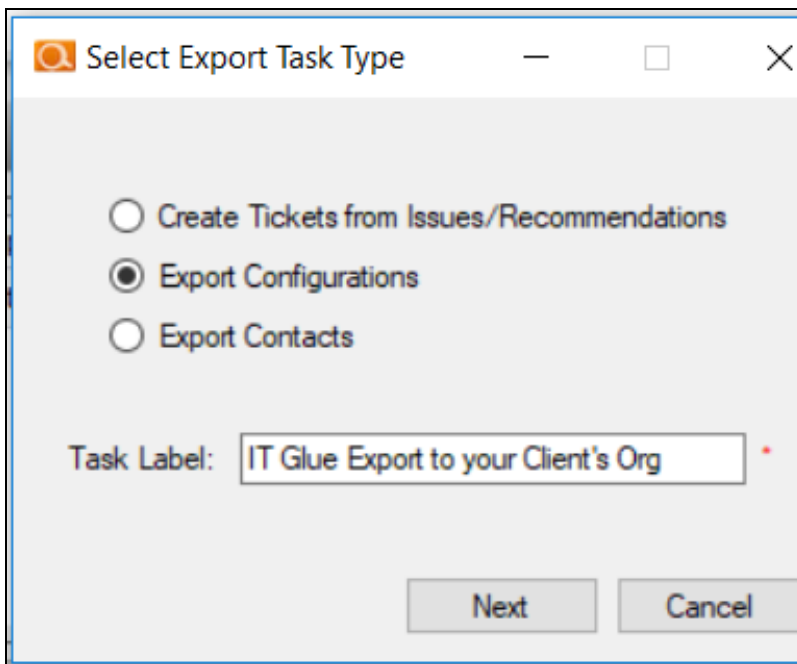 Select Export Task Type
Create Tickets from Issues/Recommendations
Export Configurations
Export Contacts
Task Label: IT Glue Export to your Client's Org *
Next Cancel